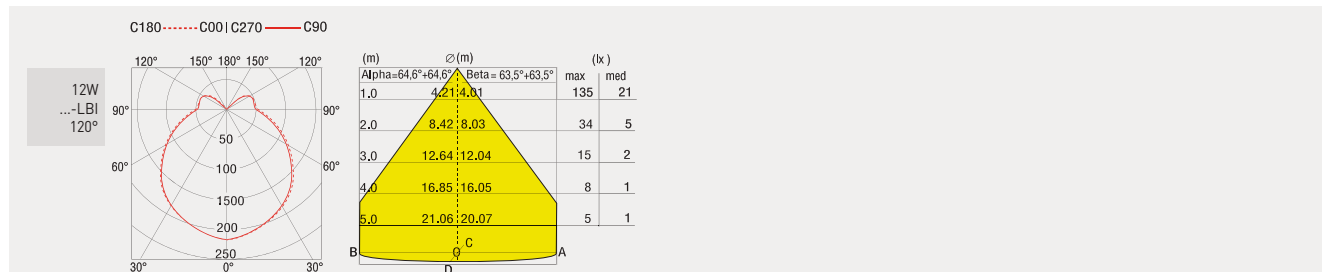 C180 C00 | C270 C90
12W
...-LBI
120°
120° 150° 180 150° 120°
90° 90°
50
60° 100 60°
1500
200
250
30° 0° 30°
(m) ∅(m) (lx)
Alpha=64,6°+64,6° Beta= 63,5°+63,5° max med
1.0 4.21 4.01 135 21
2.0 8.42 8.03 34 5
3.0 12.64 12.04 15 2
4.0 16.85 16.05 8 1
5.0 21.06 20.07 5 1
C
B O A
D